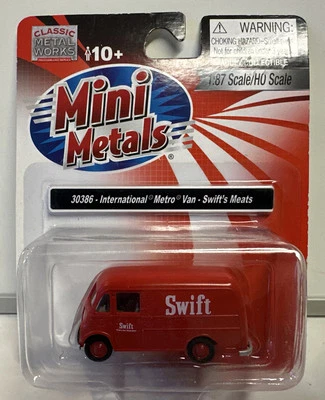 CLASSIC
METAL
WORKS
10+
WARNING:
CHOKING HAZARD-
1:87 Scale/HO Scale
Mini
Metals®
30386 - International® Metro® Van - Swift's Meats
Swift
Swift